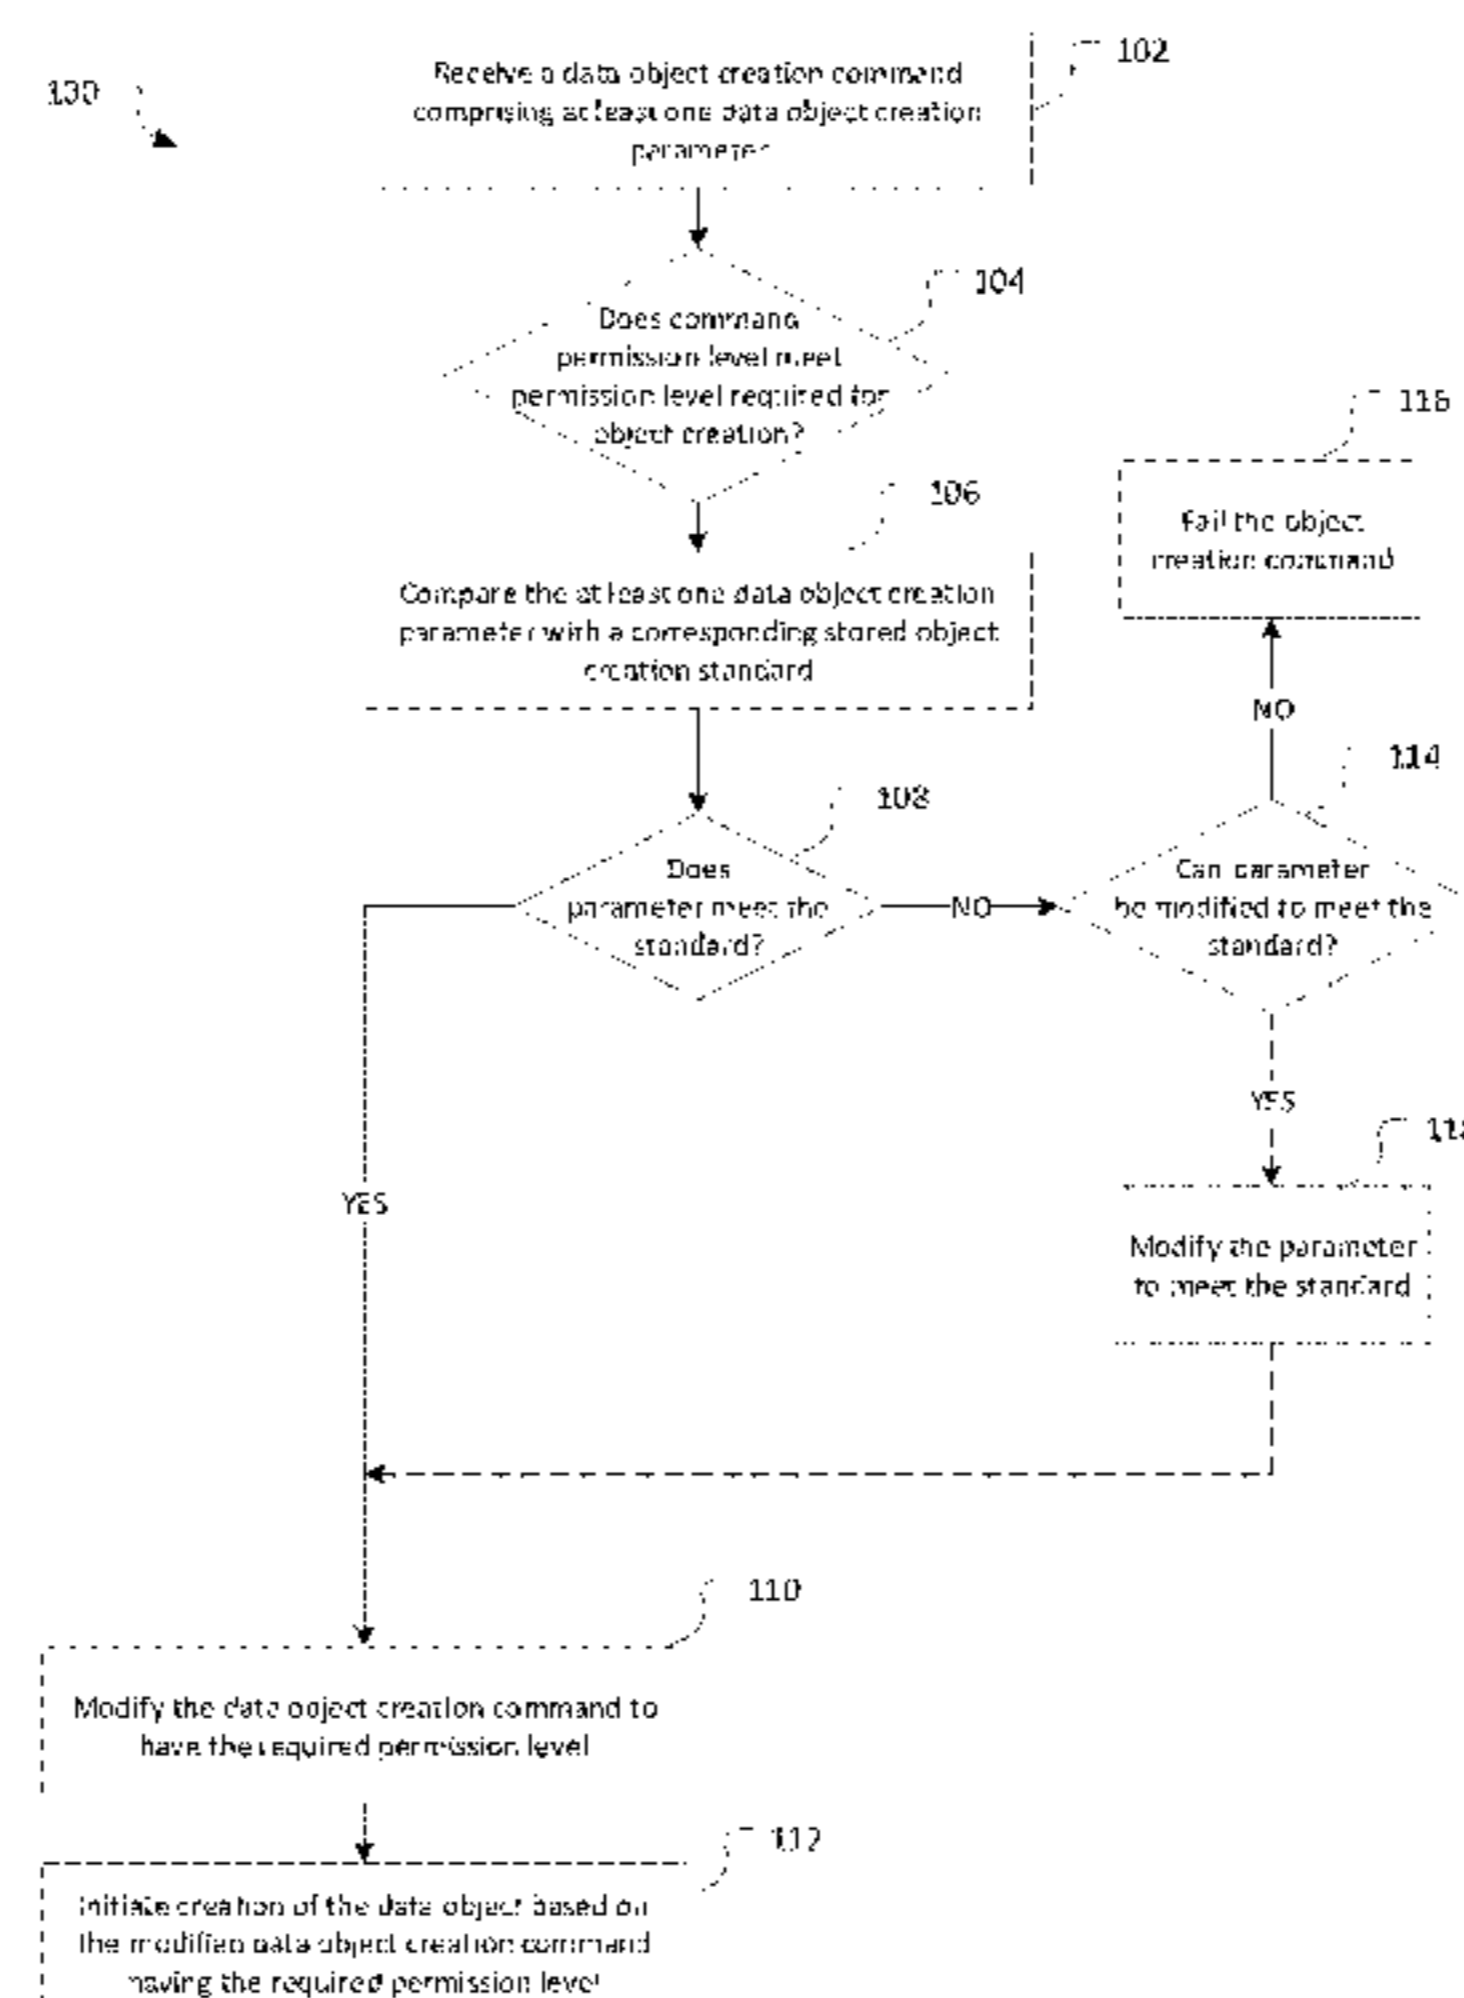 Receive a data object creation command
comprising at least one data object creation
parameter
102
104
Does command
permission level meet
permission level required for
object creation?
106
116
Fail the object
creation command
Compare the at least one data object creation
parameter with a corresponding stored object
creation standard
NO
114
108
Does
parameter meet the
standard?
NO
Can parameter
be modified to meet the
standard?
YES
YES
Modify the parameter
to meet the standard
110
Modify the data object creation command to
have the required permission level
112
Initiate creation of the data object based on
the modified data object creation command
having the required permission level